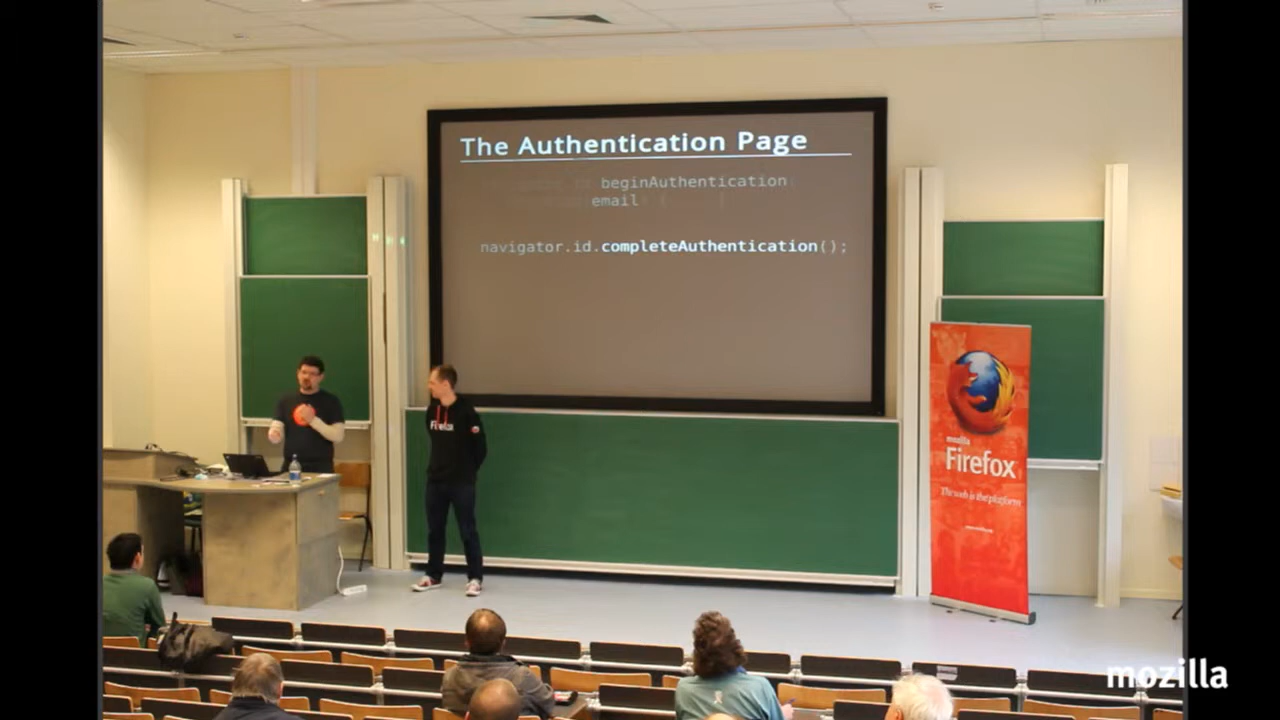 The Authentication Page
beginAuthentication
email
navigator.id.completeAuthentication();
Firefox
mozilla
Firefox
The web is the platform
mozilla